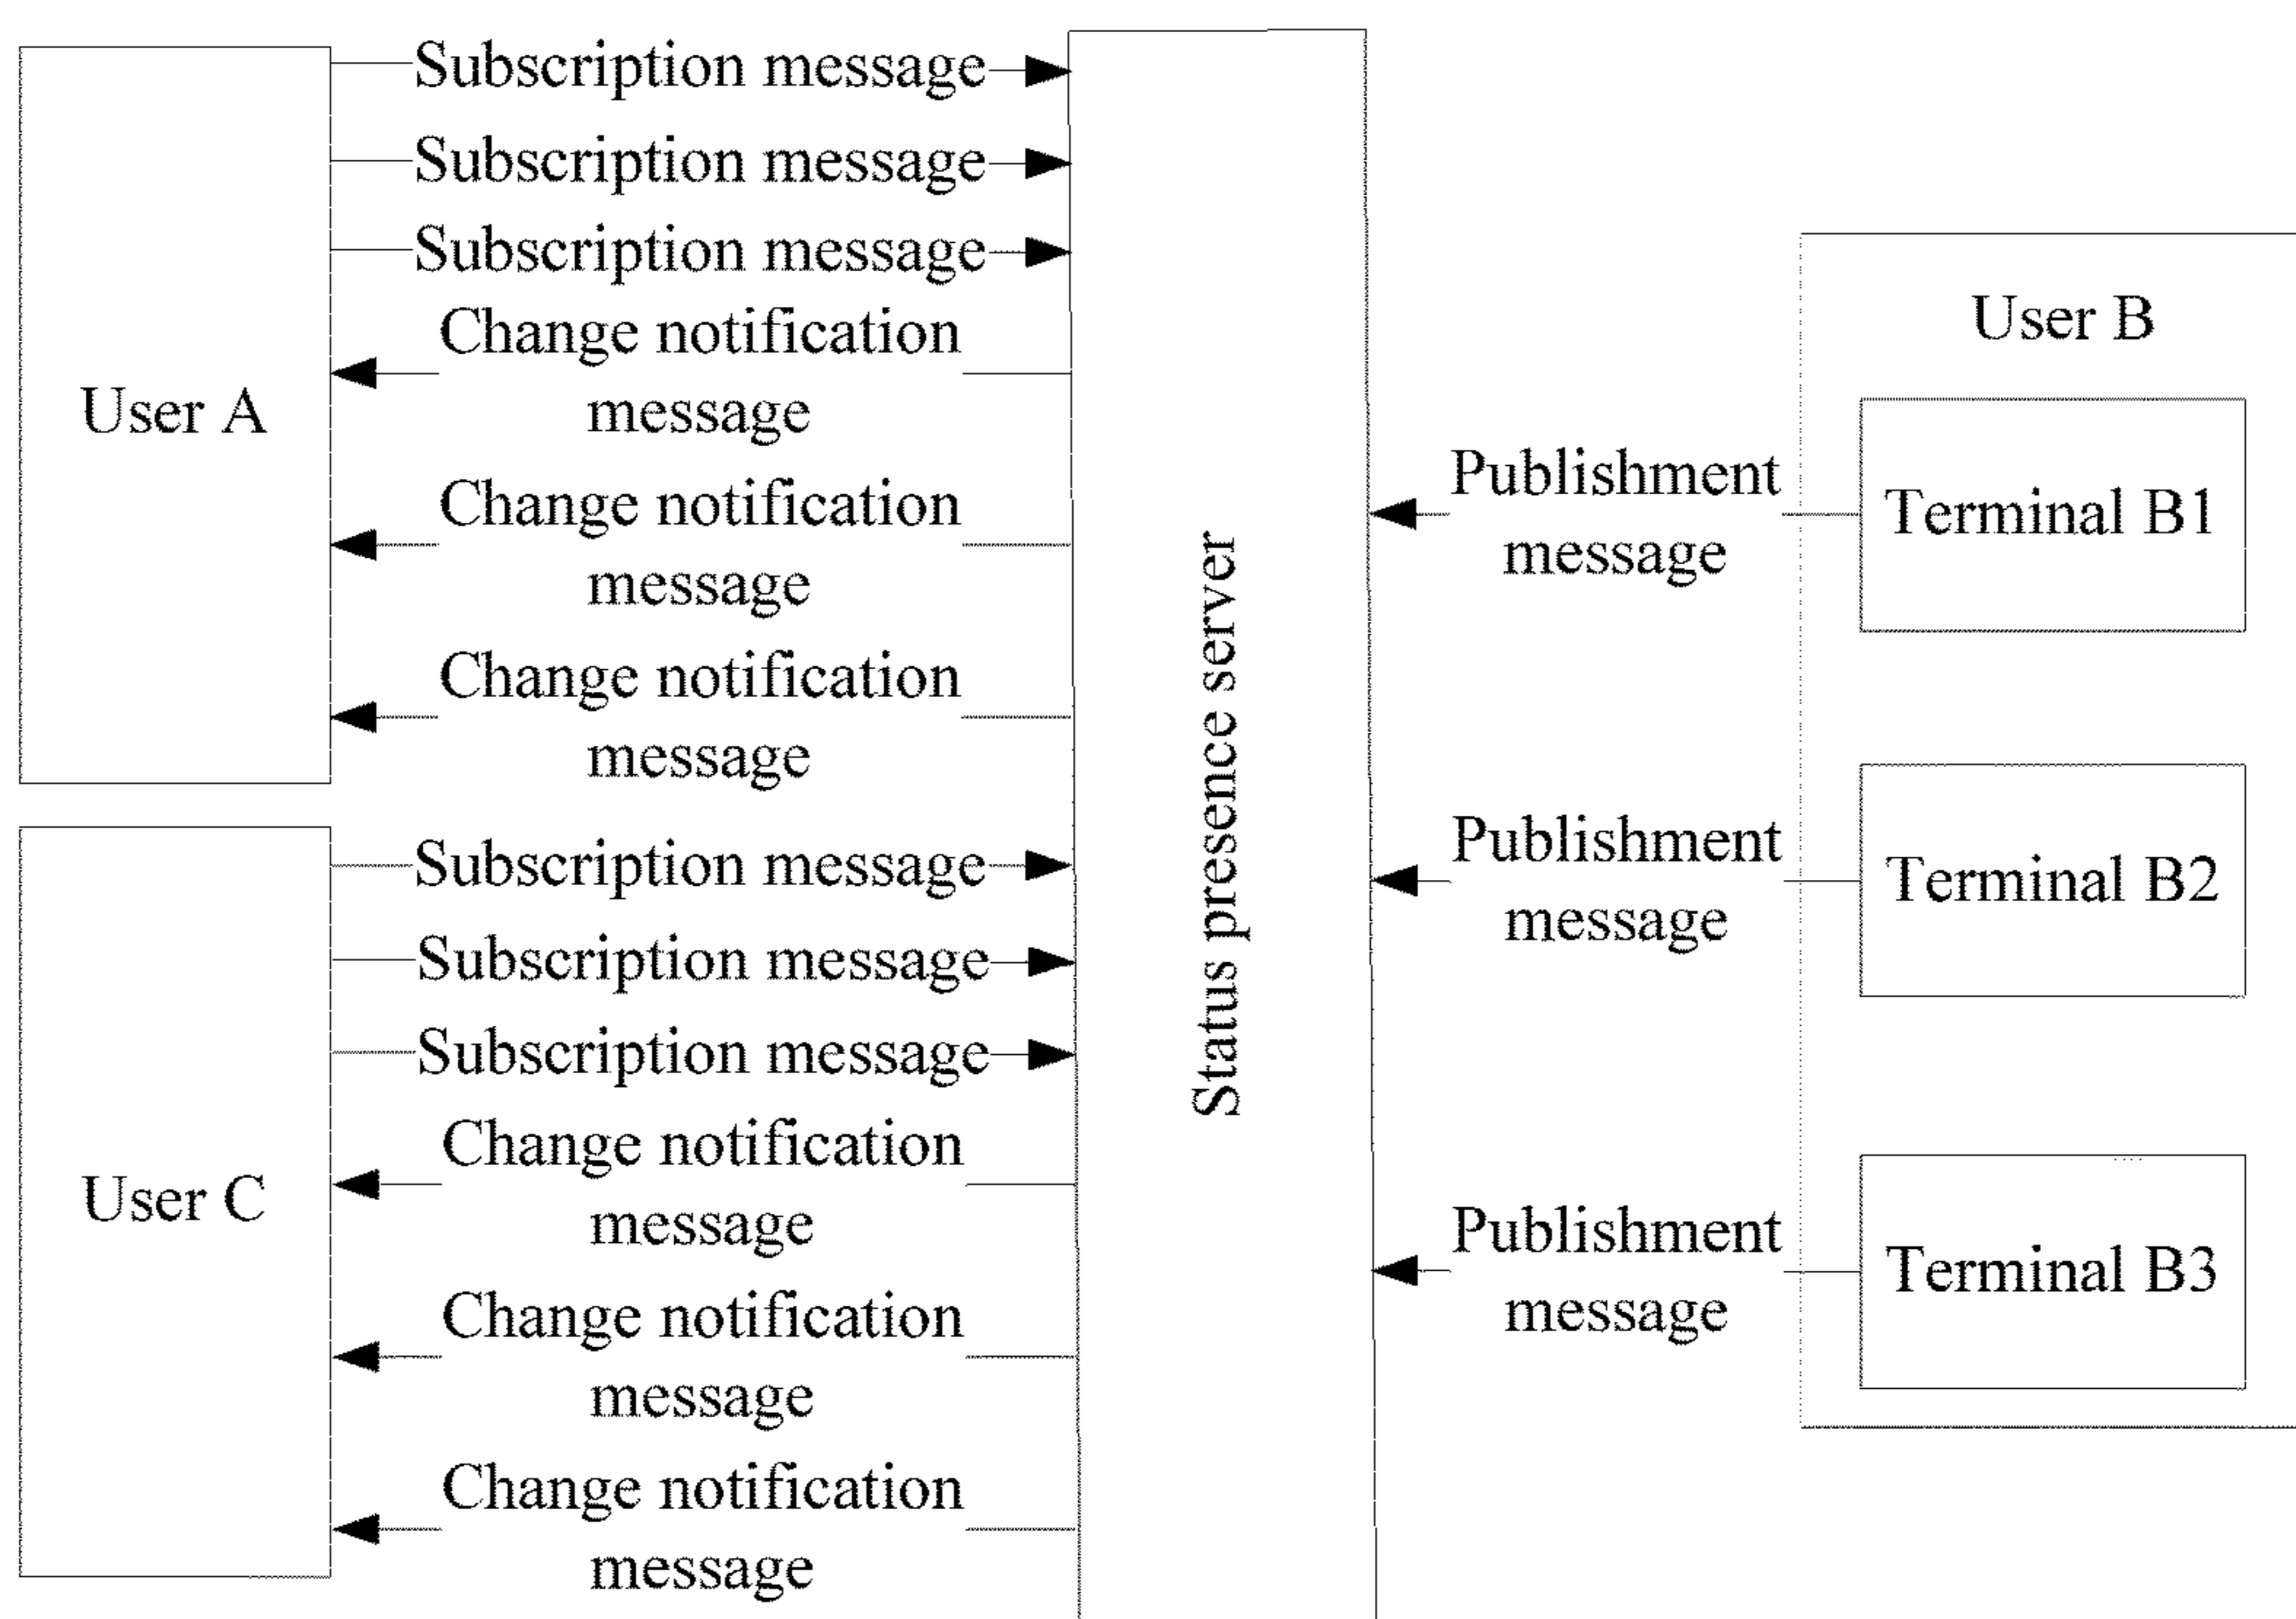 Subscription message
Subscription message
Subscription message
Change notification
message
Change notification
message
Change notification
message
User A
Subscription message
Subscription message
Subscription message
Change notification
message
Change notification
message
Change notification
message
User C
Status presence server
User B
Publishment
message
Terminal B1
Publishment
message
Terminal B2
Publishment
message
Terminal B3